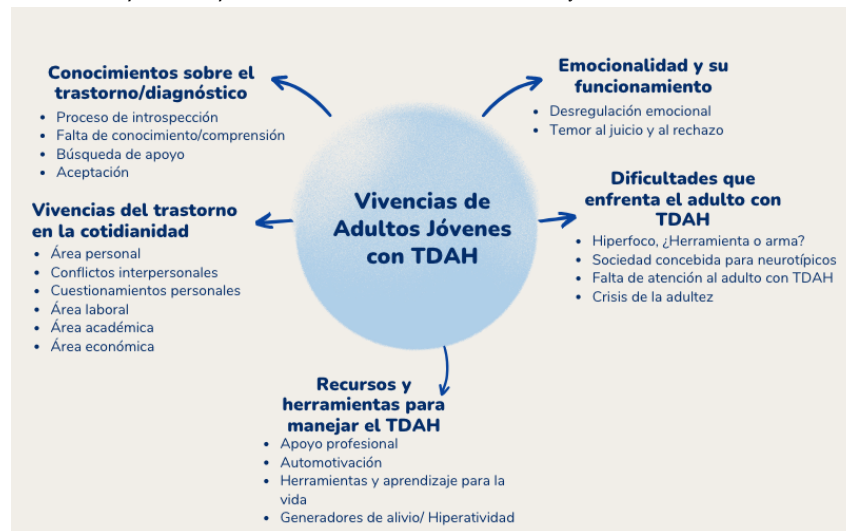 Conocimientos sobre el
trastorno/diagnóstico
• Proceso de introspección
• Falta de conocimiento/comprensión
• Búsqueda de apoyo
• Aceptación
Emocionalidad y su
funcionamiento
• Desregulación emocional
• Temor al juicio y al rechazo
Vivencias de
Adultos Jóvenes
con TDAH
Vivencias del trastorno
en la cotidianidad
• Área personal
• Conflictos interpersonales
• Cuestionamientos personales
• Área laboral
• Área académica
• Área económica
Dificultades que
enfrenta el adulto con
TDAH
• Hiperfoco, ¿Herramienta o arma?
• Sociedad concebida para neurotípicos
• Falta de atención al adulto con TDAH
• Crisis de la adultez
Recursos y
herramientas para
manejar el TDAH
• Apoyo profesional
• Automotivación
• Herramientas y aprendizaje para la
vida
• Generadores de alivio/ Hiperatividad